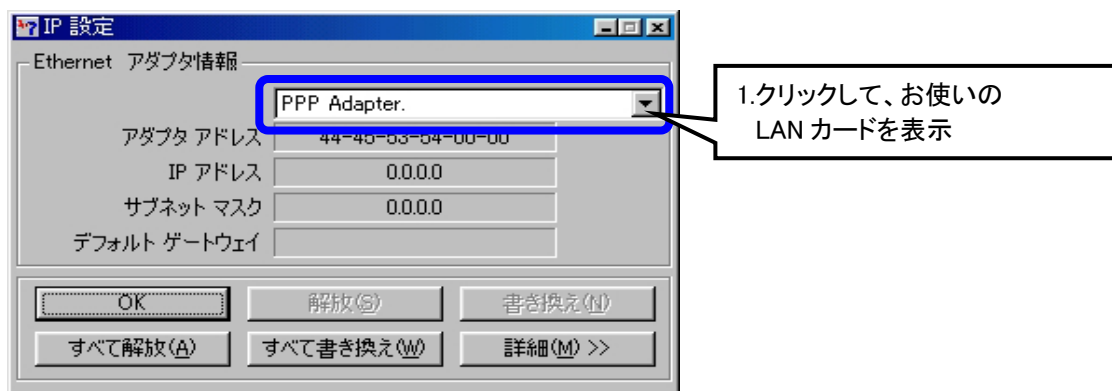 IP 設定
Ethernet アダプタ情報
PPP Adapter.
アダプタ アドレス 44-45-53-54-00-00
IP アドレス 0.0.0.0
サブネット マスク 0.0.0.0
デフォルト ゲートウェイ
OK 解放(S) 書き換え(N)
すべて解放(A) すべて書き換え(W) 詳細(M) >>
1.クリックして、お使いの
LAN カードを表示